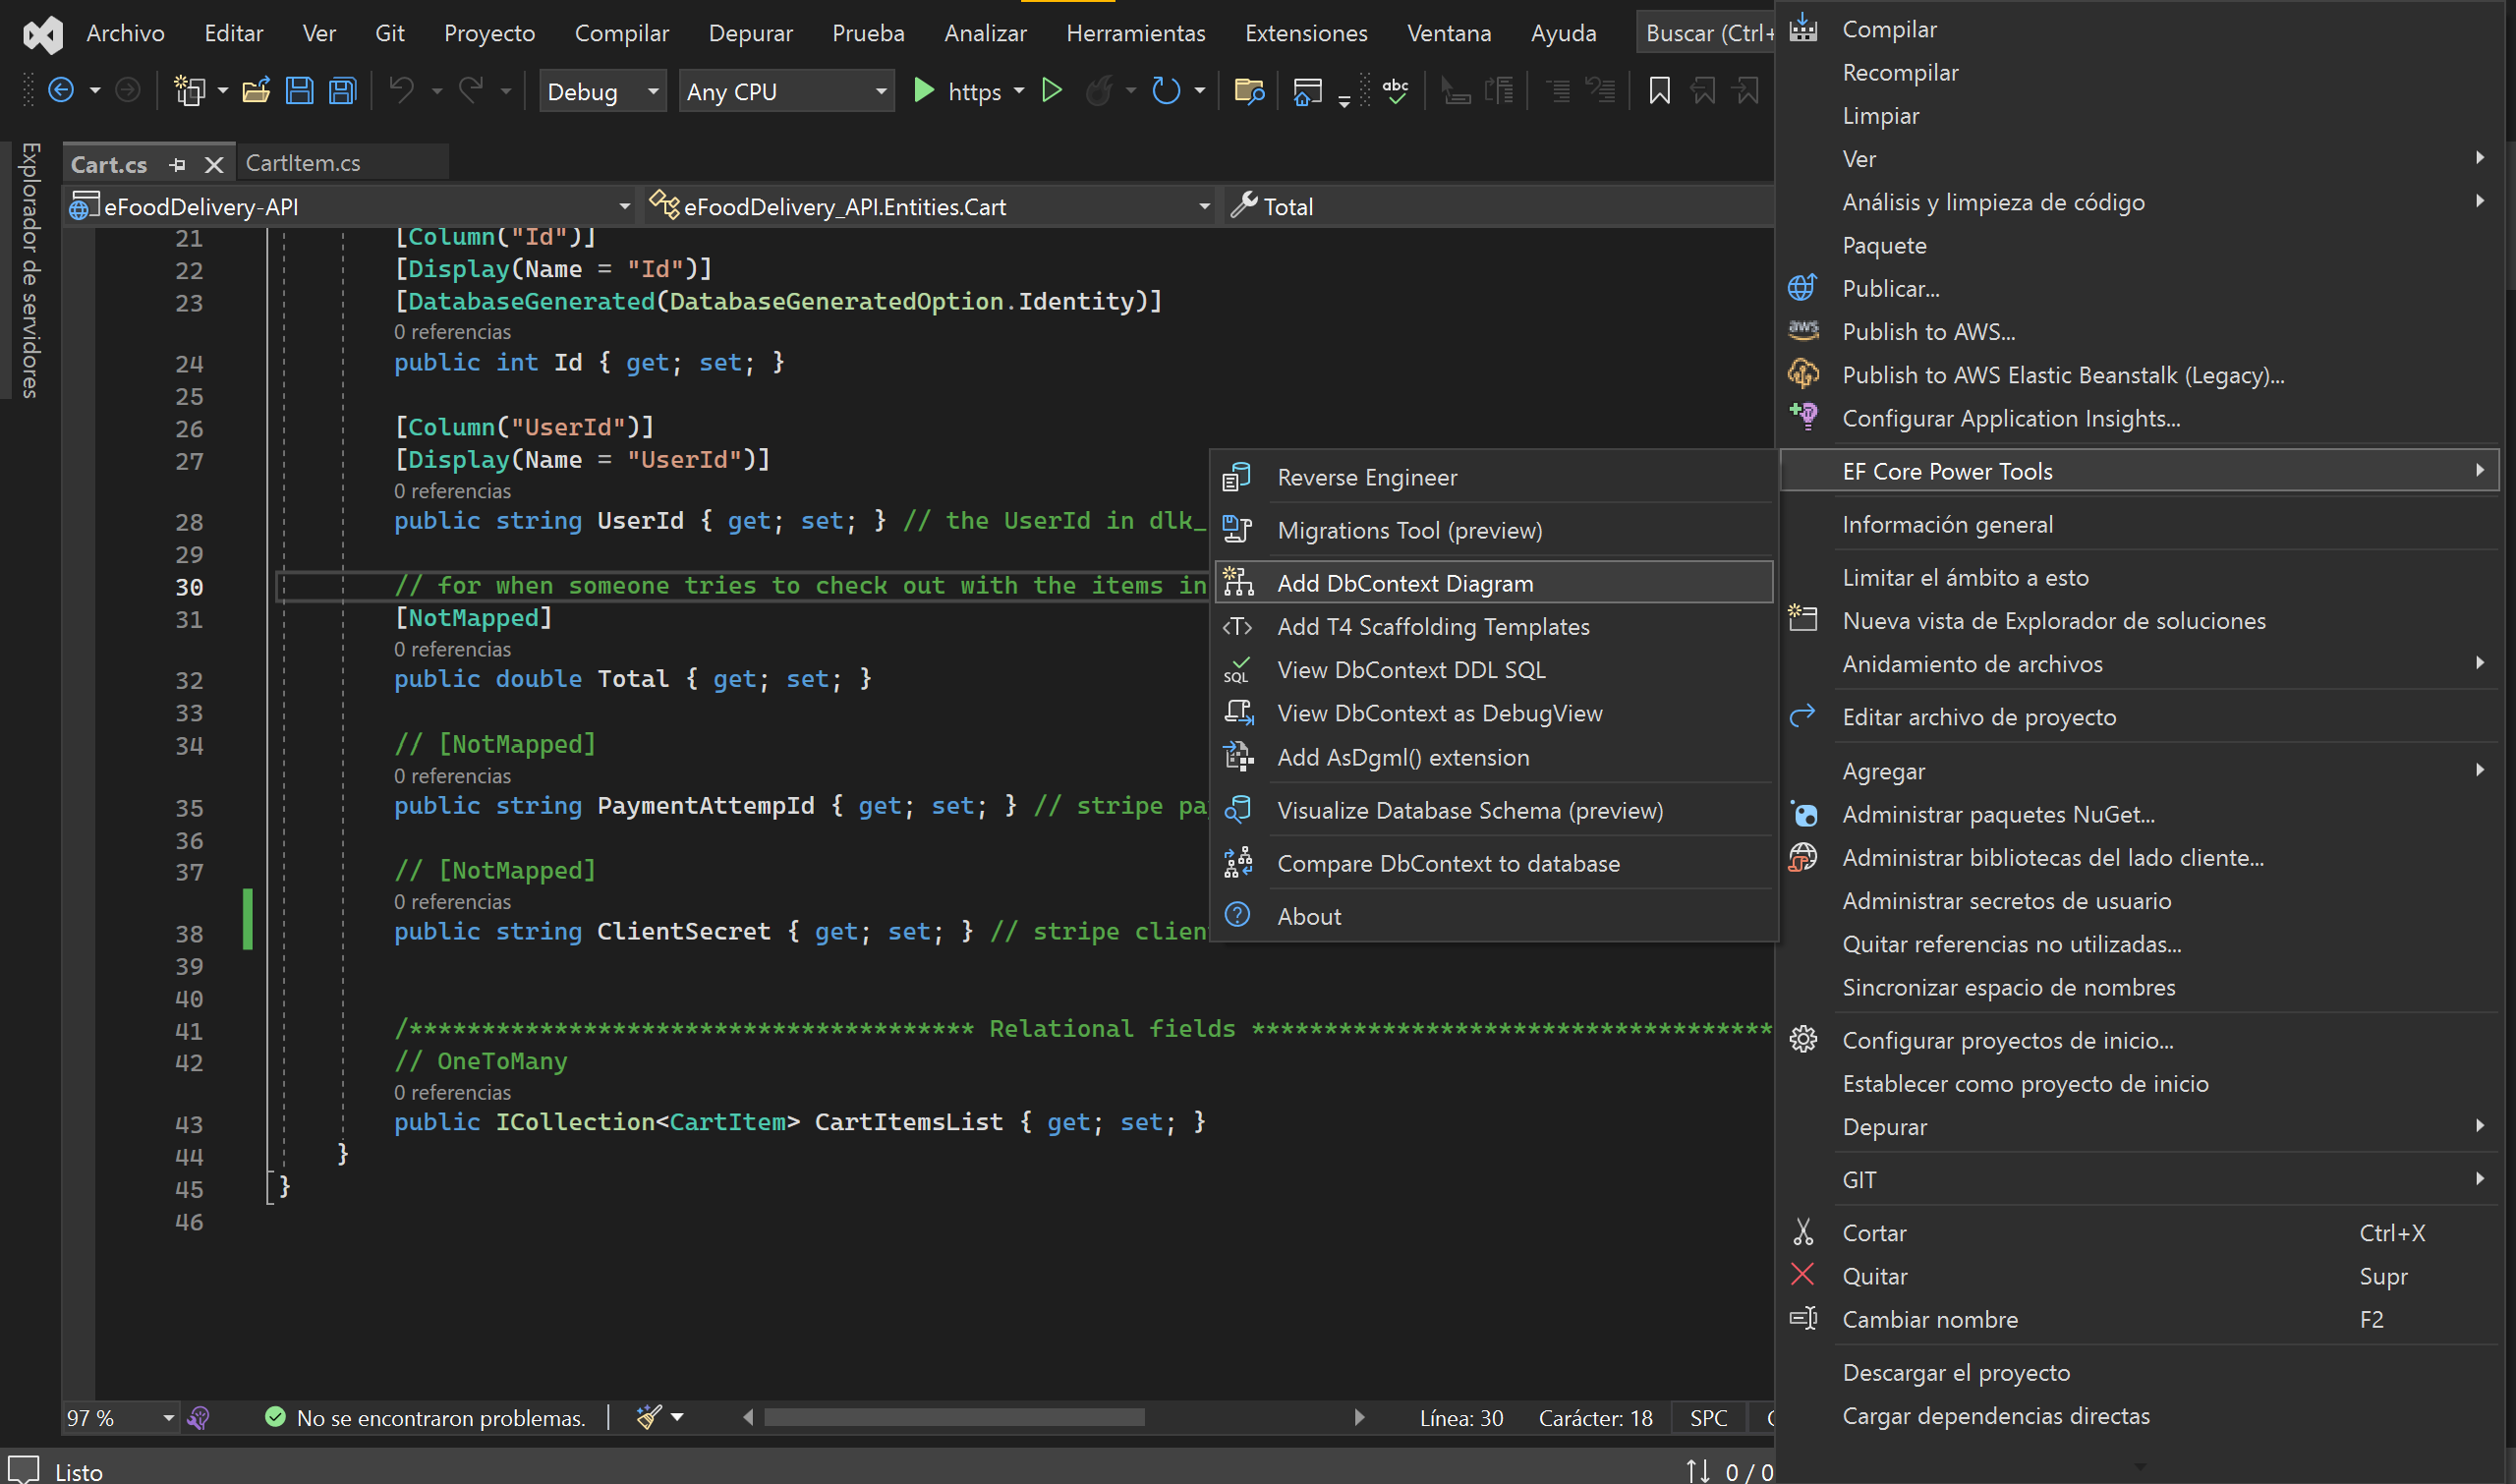 Archivo Editar Ver Git Proyecto Compilar Depurar Prueba Analizar Herramientas Extensiones Ventana Ayuda Buscar (Ctrl+
Debug Any CPU https abc
Explorador de servidores
Cart.cs CartItem.cs
eFoodDelivery-API eFoodDelivery_API.Entities.Cart Total
21 [Column("Id")]
22 [Display(Name = "Id")]
23 [DatabaseGenerated(DatabaseGeneratedOption.Identity)]
0 referencias
24 public int Id { get; set; }
25
26 [Column("UserId")]
27 [Display(Name = "UserId")]
0 referencias
28 public string UserId { get; set; } // the UserId in dlk_
29
30 // for when someone tries to check out with the items in
31 [NotMapped]
0 referencias
32 public double Total { get; set; }
33
34 // [NotMapped]
0 referencias
35 public string PaymentAttempId { get; set; } // stripe pa
36
37 // [NotMapped]
0 referencias
38 public string ClientSecret { get; set; } // stripe clien
39
40
41 /*************************************** Relational fields ************************************
42 // OneToMany
0 referencias
43 public ICollection<CartItem> CartItemsList { get; set; }
44 }
45 }
46
97 % No se encontraron problemas. Línea: 30 Carácter: 18 SPC
Listo 0 / 0
Reverse Engineer
Migrations Tool (preview)
Add DbContext Diagram
<T> Add T4 Scaffolding Templates
SQL View DbContext DDL SQL
View DbContext as DebugView
Add AsDgml() extension
Visualize Database Schema (preview)
Compare DbContext to database
? About
Compilar
Recompilar
Limpiar
Ver
Análisis y limpieza de código
Paquete
Publicar...
aws Publish to AWS...
Publish to AWS Elastic Beanstalk (Legacy)...
Configurar Application Insights...
EF Core Power Tools
Información general
Limitar el ámbito a esto
Nueva vista de Explorador de soluciones
Anidamiento de archivos
Editar archivo de proyecto
Agregar
Administrar paquetes NuGet...
Administrar bibliotecas del lado cliente...
Administrar secretos de usuario
Quitar referencias no utilizadas...
Sincronizar espacio de nombres
Configurar proyectos de inicio...
Establecer como proyecto de inicio
Depurar
GIT
Cortar Ctrl+X
Quitar Supr
Cambiar nombre F2
Descargar el proyecto
Cargar dependencias directas